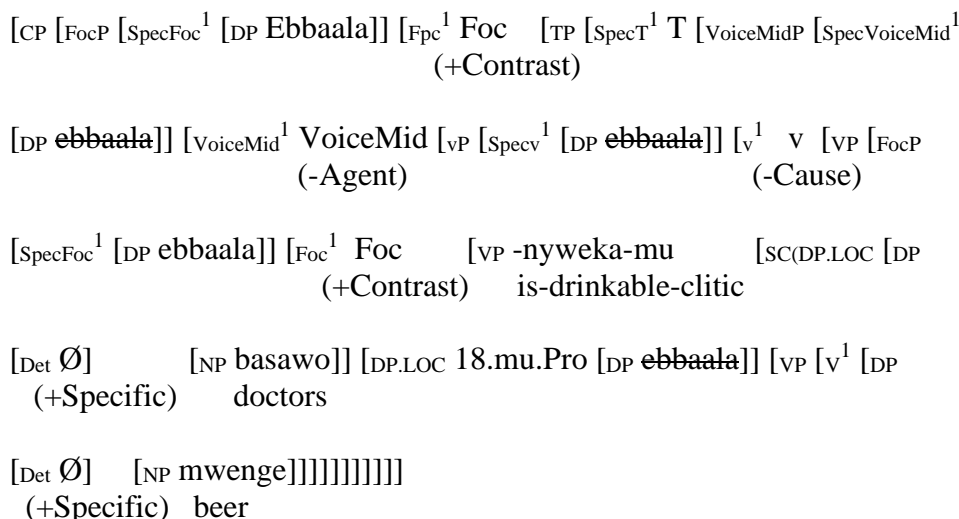 [CP [FocP [SpecFoc¹ [DP Ebbaala]] [Fpc¹ Foc [TP [SpecT¹ T [VoiceMidP [SpecVoiceMid¹
(+Contrast)
[DP ebbaala]] [VoiceMid¹ VoiceMid [vP [Specv¹ [DP ebbaala]] [v¹ v [VP [FocP
(-Agent) (-Cause)
[SpecFoc¹ [DP ebbaala]] [Foc¹ Foc [VP -nyweka-mu [SC(DP.LOC [DP
(+Contrast) is-drinkable-clitic
[Det Ø] [NP basawo]] [DP.LOC 18.mu.Pro [DP ebbaala]] [VP [V¹ [DP
(+Specific) doctors
[Det Ø] [NP mwenge]]]]]]]]]]]
(+Specific) beer